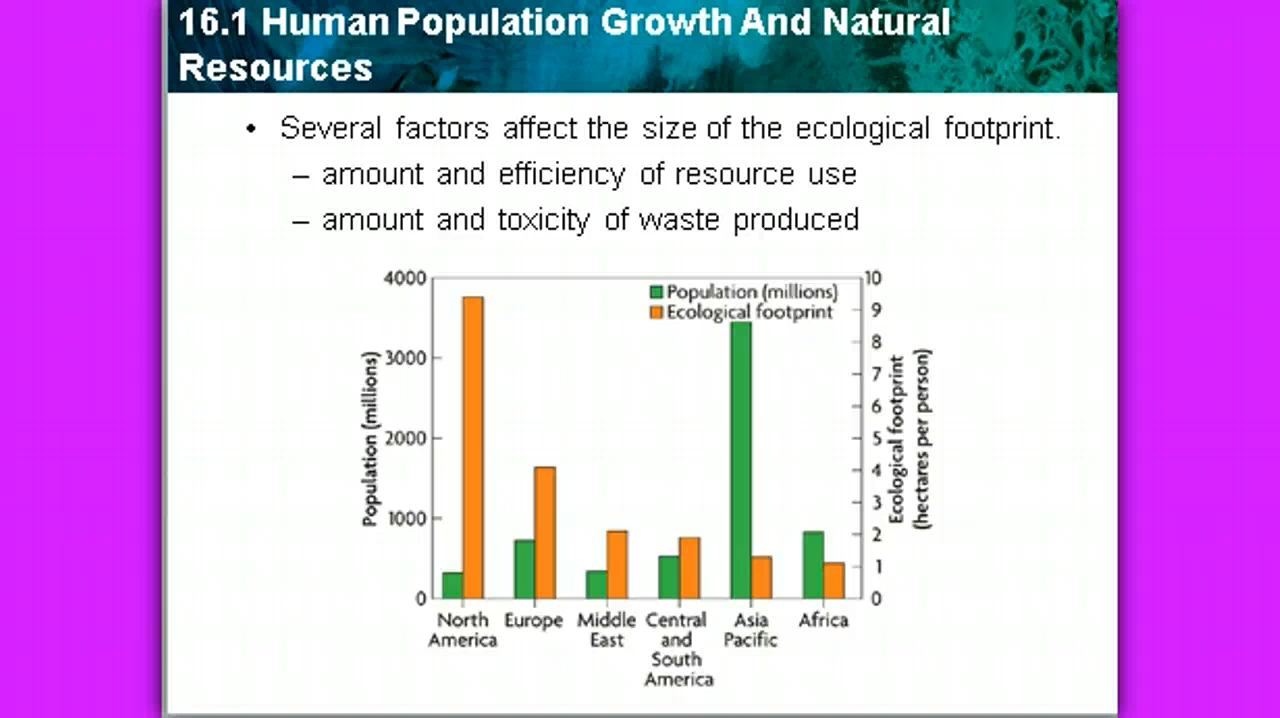 16.1 Human Population Growth And Natural
Resources
• Several factors affect the size of the ecological footprint.
– amount and efficiency of resource use
– amount and toxicity of waste produced
Population (millions)
Ecological footprint
4000
3000
2000
1000
0
Population (millions)
10
9
8
7
6
5
4
3
2
1
0
Ecological footprint
(hectares per person)
North
America
Europe
Middle
East
Central
and
South
America
Asia
Pacific
Africa